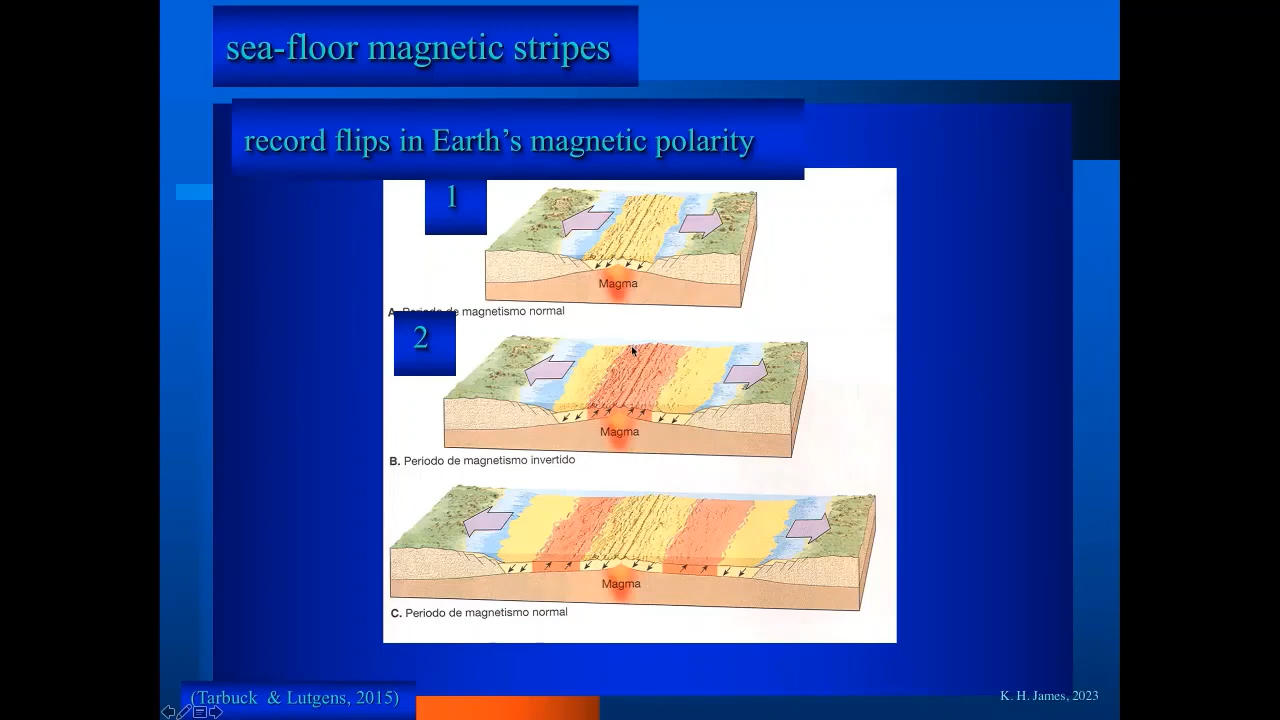 sea-floor magnetic stripes
record flips in Earth's magnetic polarity
1
Magma
A. Periodo de magnetismo normal
2
Magma
B. Periodo de magnetismo invertido
Magma
C. Periodo de magnetismo normal
(Tarbuck & Lutgens, 2015)
K. H. James, 2023